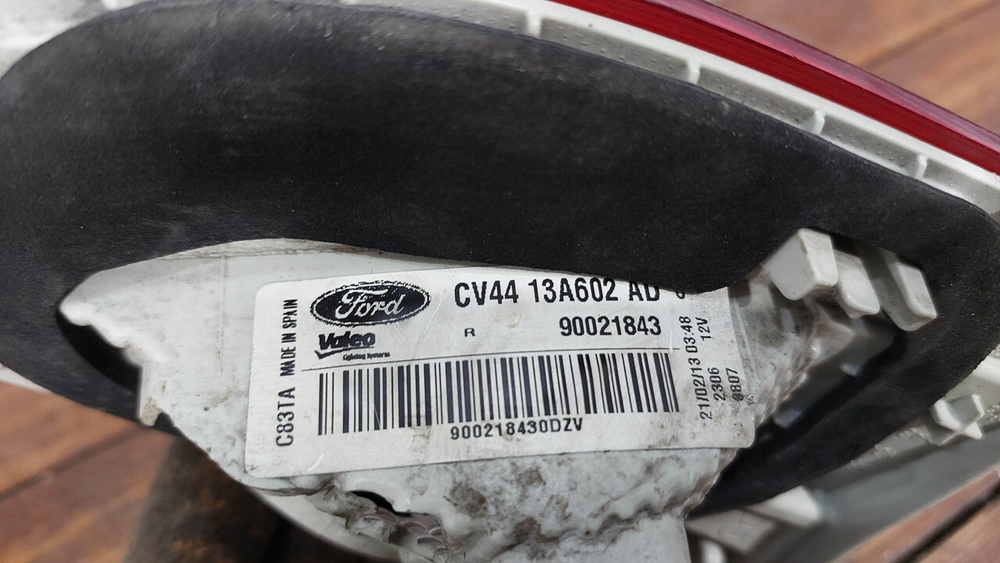 Ford
CV44 13A602 AD
Valeo
Lighting Systems
R
90021843
MADE IN SPAIN
C83TA
900218430DZV
21/02/13 03:48
12V
2306
0807